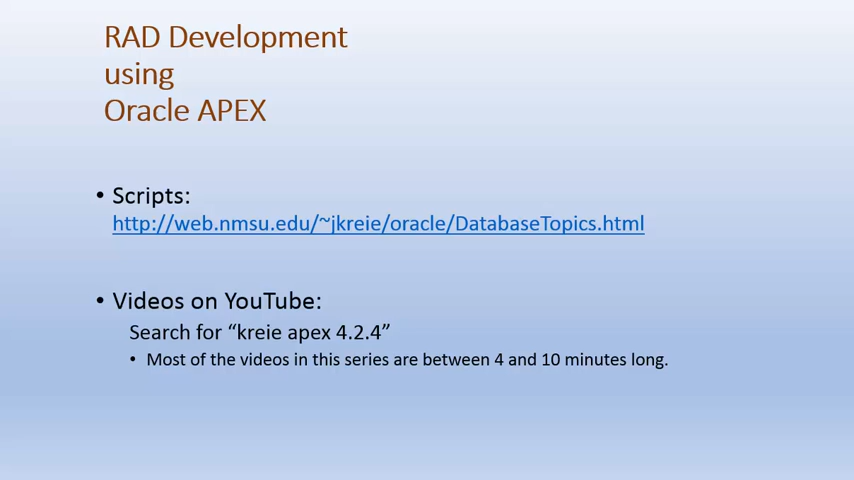 RAD Development
using
Oracle APEX
• Scripts:
http://web.nmsu.edu/~jkreie/oracle/DatabaseTopics.html
• Videos on YouTube:
Search for “kreie apex 4.2.4”
• Most of the videos in this series are between 4 and 10 minutes long.